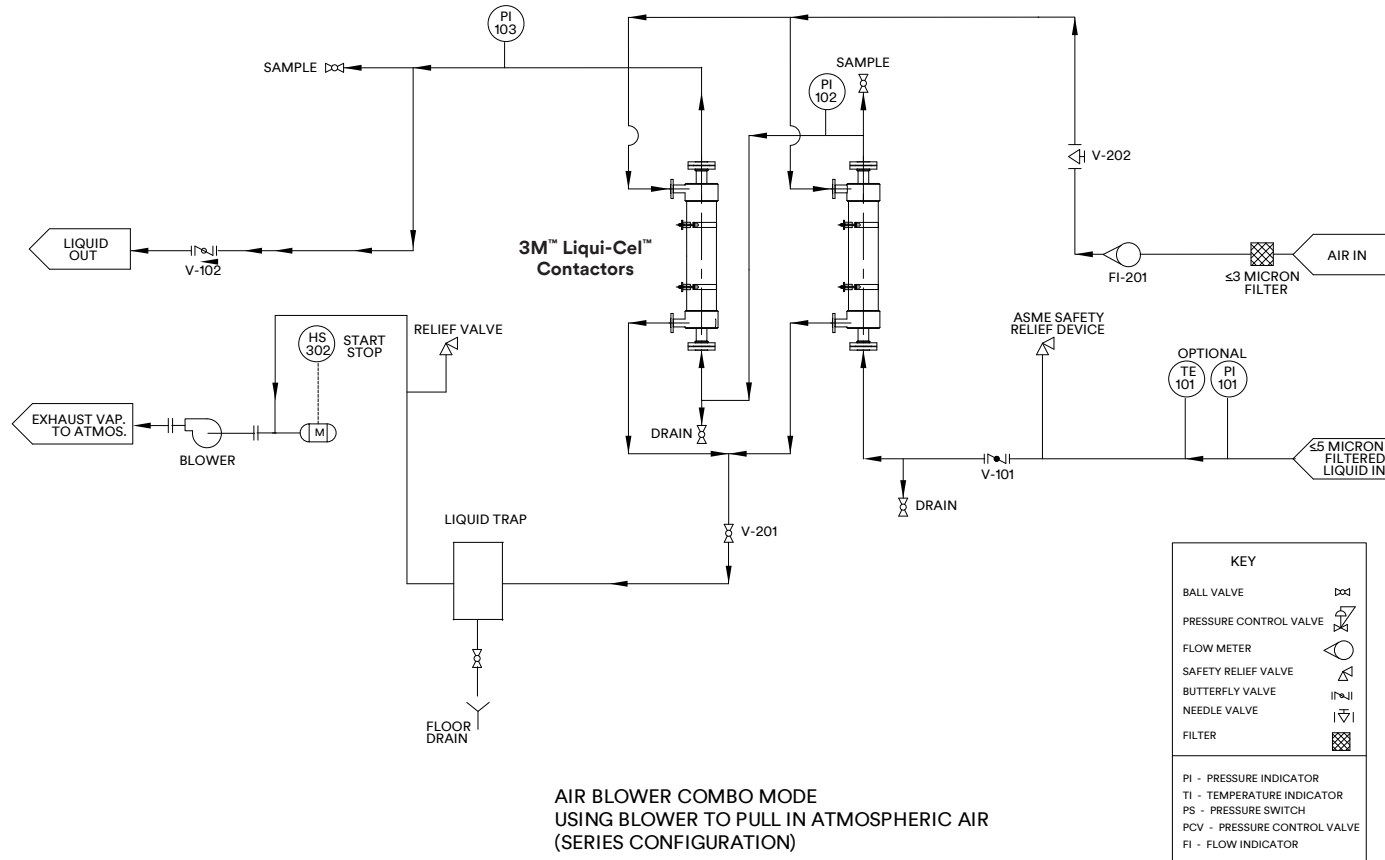 PI
103
SAMPLE
SAMPLE
PI
102
V-202
LIQUID
OUT
V-102
3M™ Liqui-Cel™
Contactors
FI-201
≤3 MICRON
FILTER
AIR IN
HS
302
START
STOP
RELIEF VALVE
ASME SAFETY
RELIEF DEVICE
OPTIONAL
TE
101
PI
101
EXHAUST VAP.
TO ATMOS.
M
BLOWER
DRAIN
V-101
≤5 MICRON
FILTERED
LIQUID IN
DRAIN
LIQUID TRAP
V-201
FLOOR
DRAIN
KEY
BALL VALVE
PRESSURE CONTROL VALVE
FLOW METER
SAFETY RELIEF VALVE
BUTTERFLY VALVE
NEEDLE VALVE
FILTER
PI - PRESSURE INDICATOR
TI - TEMPERATURE INDICATOR
PS - PRESSURE SWITCH
PCV - PRESSURE CONTROL VALVE
FI - FLOW INDICATOR
AIR BLOWER COMBO MODE
USING BLOWER TO PULL IN ATMOSPHERIC AIR
(SERIES CONFIGURATION)